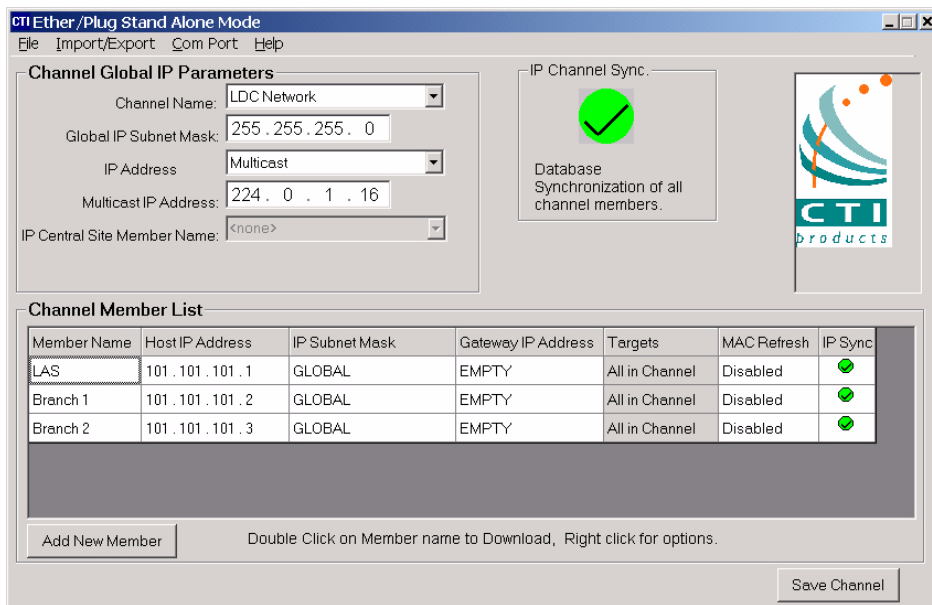 CTI Ether/Plug Stand Alone Mode
File Import/Export Com Port Help
Channel Global IP Parameters
Channel Name: LDC Network
Global IP Subnet Mask: 255 . 255 . 255 . 0
IP Address Multicast
Multicast IP Address: 224 . 0 . 1 . 16
IP Central Site Member Name: <none>
IP Channel Sync.
Database
Synchronization of all
channel members.
CTI
products
Channel Member List
Member Name Host IP Address IP Subnet Mask Gateway IP Address Targets MAC Refresh IP Sync
LAS 101 . 101 . 101 . 1 GLOBAL EMPTY All in Channel Disabled
Branch 1 101 . 101 . 101 . 2 GLOBAL EMPTY All in Channel Disabled
Branch 2 101 . 101 . 101 . 3 GLOBAL EMPTY All in Channel Disabled
Add New Member Double Click on Member name to Download, Right click for options.
Save Channel